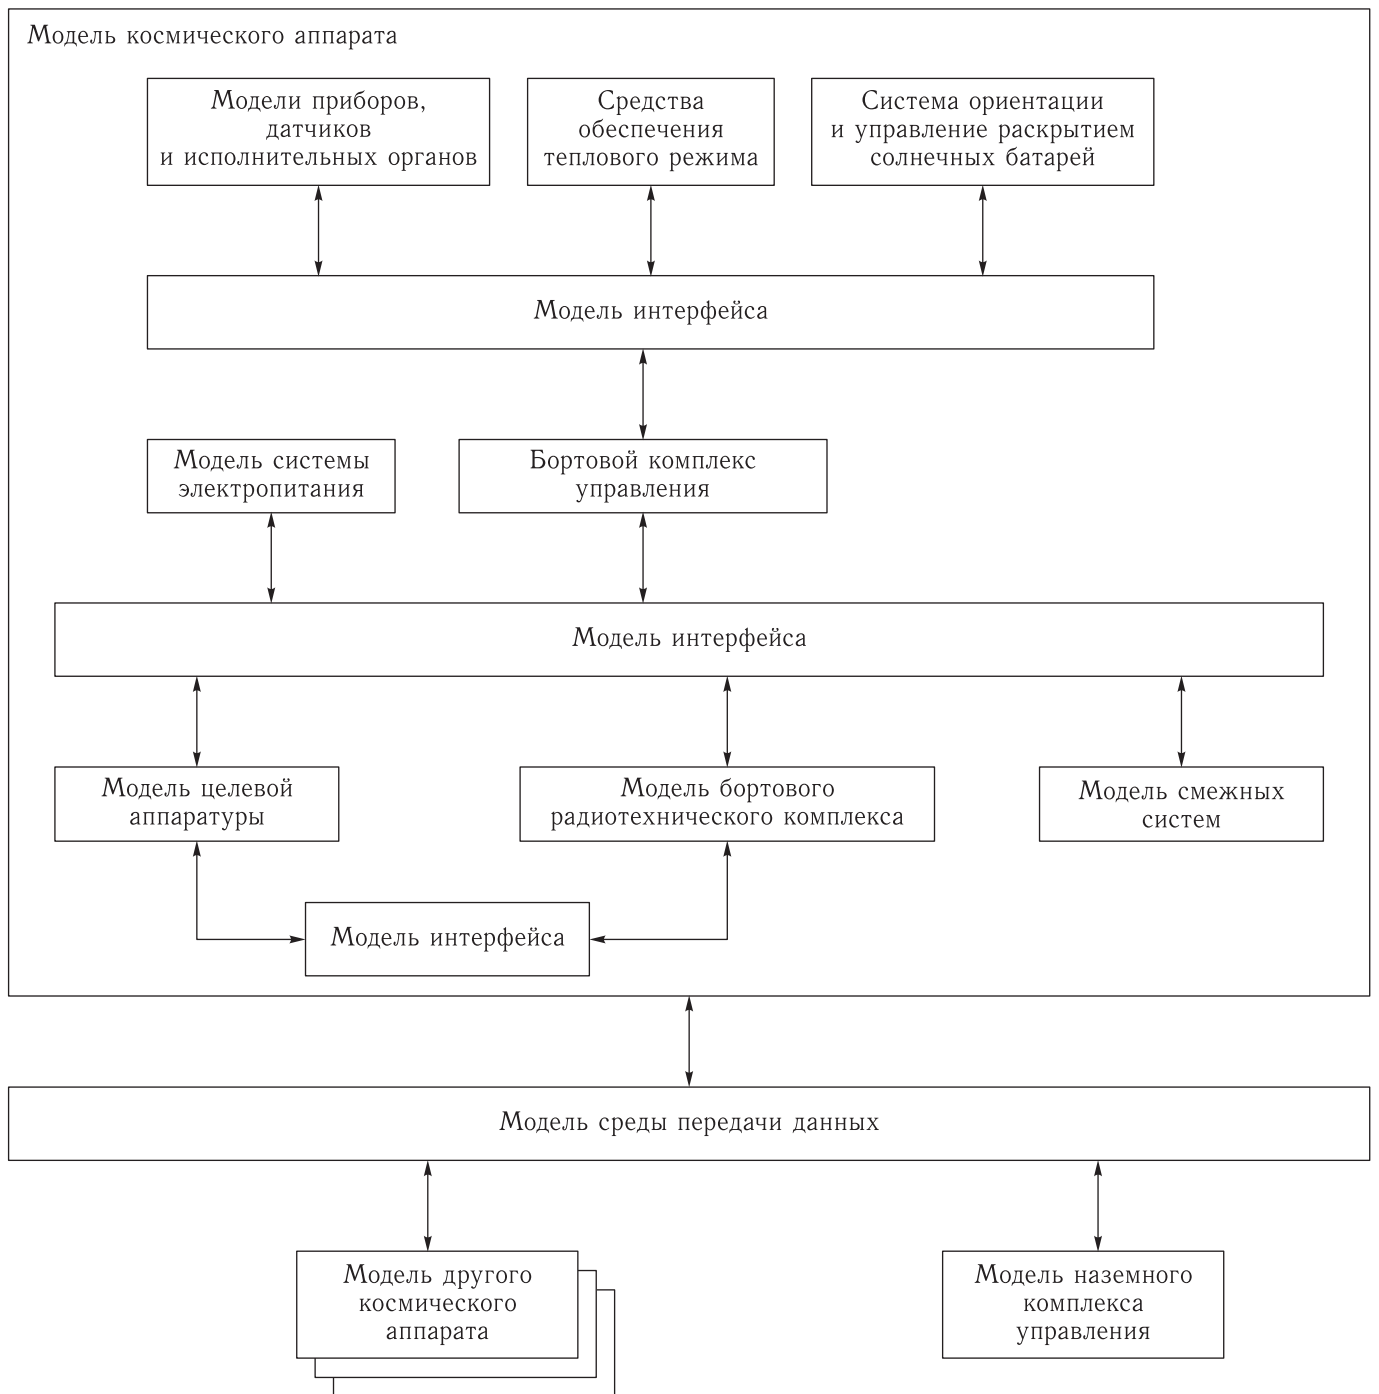 Модель космического аппарата
Модели приборов,
датчиков
и исполнительных органов
Средства
обеспечения
теплового режима
Система ориентации
и управление раскрытием
солнечных батарей
Модель интерфейса
Модель системы
электропитания
Бортовой комплекс
управления
Модель интерфейса
Модель целевой
аппаратуры
Модель бортового
радиотехнического комплекса
Модель смежных
систем
Модель интерфейса
Модель среды передачи данных
Модель другого
космического
аппарата
Модель наземного
комплекса
управления